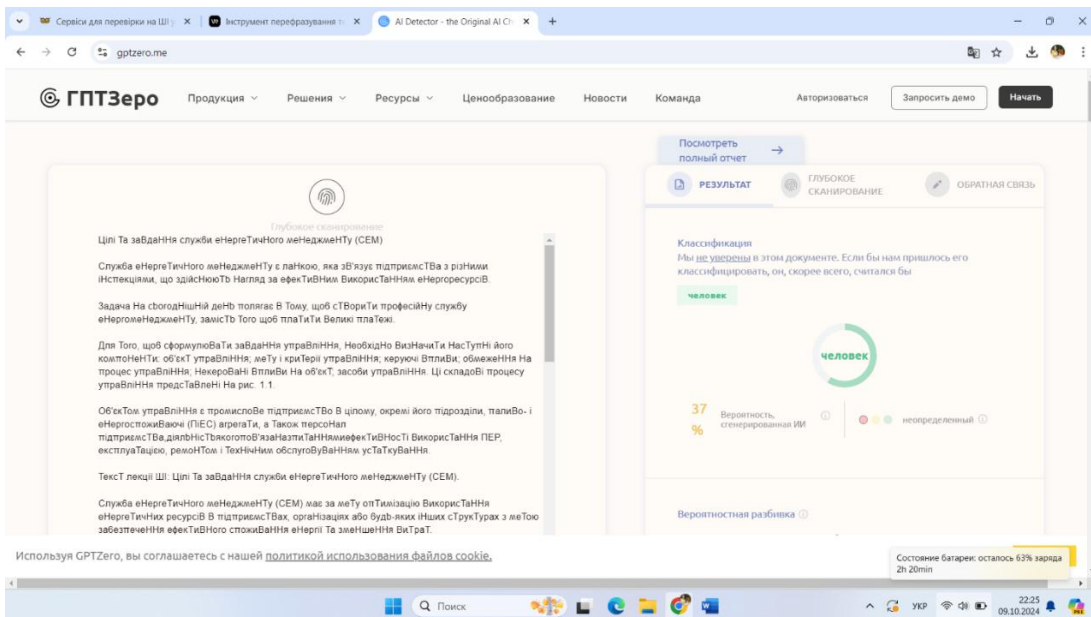 Сервіси для перевірки на ШІ у
Інструмент перефразування т
AI Detector - the Original AI Ch
gptzero.me
ГПТЗеро
Продукция
Решения
Ресурсы
Ценообразование
Новости
Команда
Авторизоваться
Запросить демо
Начать
Глубокое сканирование
Цілі Та заВдаННя служби еНергеТичНого меНеджмеНТу (СЕМ)
Служба еНергеТичНого меНеджмеНТу є лаНкою, яка зВ'язує підприємсТВа з різНими
іНспекціями, що здійсНююТЬ Нагляд за ефекТиВНим ВикорисТаННям еНергоресурсіВ.
Задача На сЬогодНішНій деНЬ полягає В Тому, щоб сТВориТи професійНу службу
еНергомеНеджмеНТу, замісТЬ Того щоб плаТиТи Великі плаТежі.
Для Того, щоб сформулюВаТи заВдаННя упраВліННя, НеобхідНо ВизНачиТи НасТупНі його
компоНеНТи: об'єкТ упраВліННя; меТу і криТерії упраВліННя; керуючі ВплиВи; обмежеННя На
процес упраВліННя; НекероВаНі ВплиВи На об'єкТ; засоби упраВліННя. Ці складоВі процесу
упраВліННя предсТаВлеНі На рис. 1.1.
Об'єкТом упраВліННя є промислоВе підприємсТВо В цілому, окремі його підрозділи, палиВо- і
еНергоспожиВаючі (ПіЕС) агрегаТи, а Також персоНал
підприємсТВа,діялЬНісТЬякогопоВ'язаНазпиТаННямиефекТиВНосТі ВикорисТаННя ПЕР,
експлуаТацією, ремоНТом і ТехНічНим обслугоВуВаННям усТаТкуВаННя.
ТексТ лекції ШІ: Цілі Та заВдаННя служби еНергеТичНого меНеджмеНТу (СЕМ).
Служба еНергеТичНого меНеджмеНТу (СЕМ) має за меТу опТимізацію ВикорисТаННя
еНергеТичНих ресурсіВ В підприємсТВах, оргаНізаціях або будЬ-яких іНших сТрукТурах з меТою
забезпечеННя ефекТиВНого спожиВаННя еНергії Та змеНшеННя ВиТраТ.
Посмотреть
полный отчет
РЕЗУЛЬТАТ
ГЛУБОКОЕ
СКАНИРОВАНИЕ
ОБРАТНАЯ СВЯЗЬ
Классификация
Мы не уверены в этом документе. Если бы нам пришлось его
классифицировать, он, скорее всего, считался бы
человек
человек
37
%
Вероятность,
сгенерированная ИИ
неопределенный
Вероятностная разбивка
Используя GPTZero, вы соглашаетесь с нашей политикой использования файлов cookie.
Состояние батареи: осталось 63% заряда
2h 20min
Поиск
УКР
22:25
09.10.2024